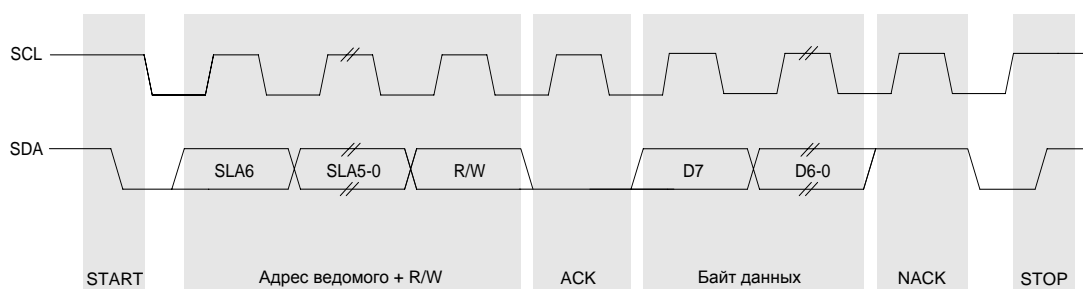 SCL
SDA
SLA6 SLA5-0 R/W D7 D6-0
START Адрес ведомого + R/W ACK Байт данных NACK STOP